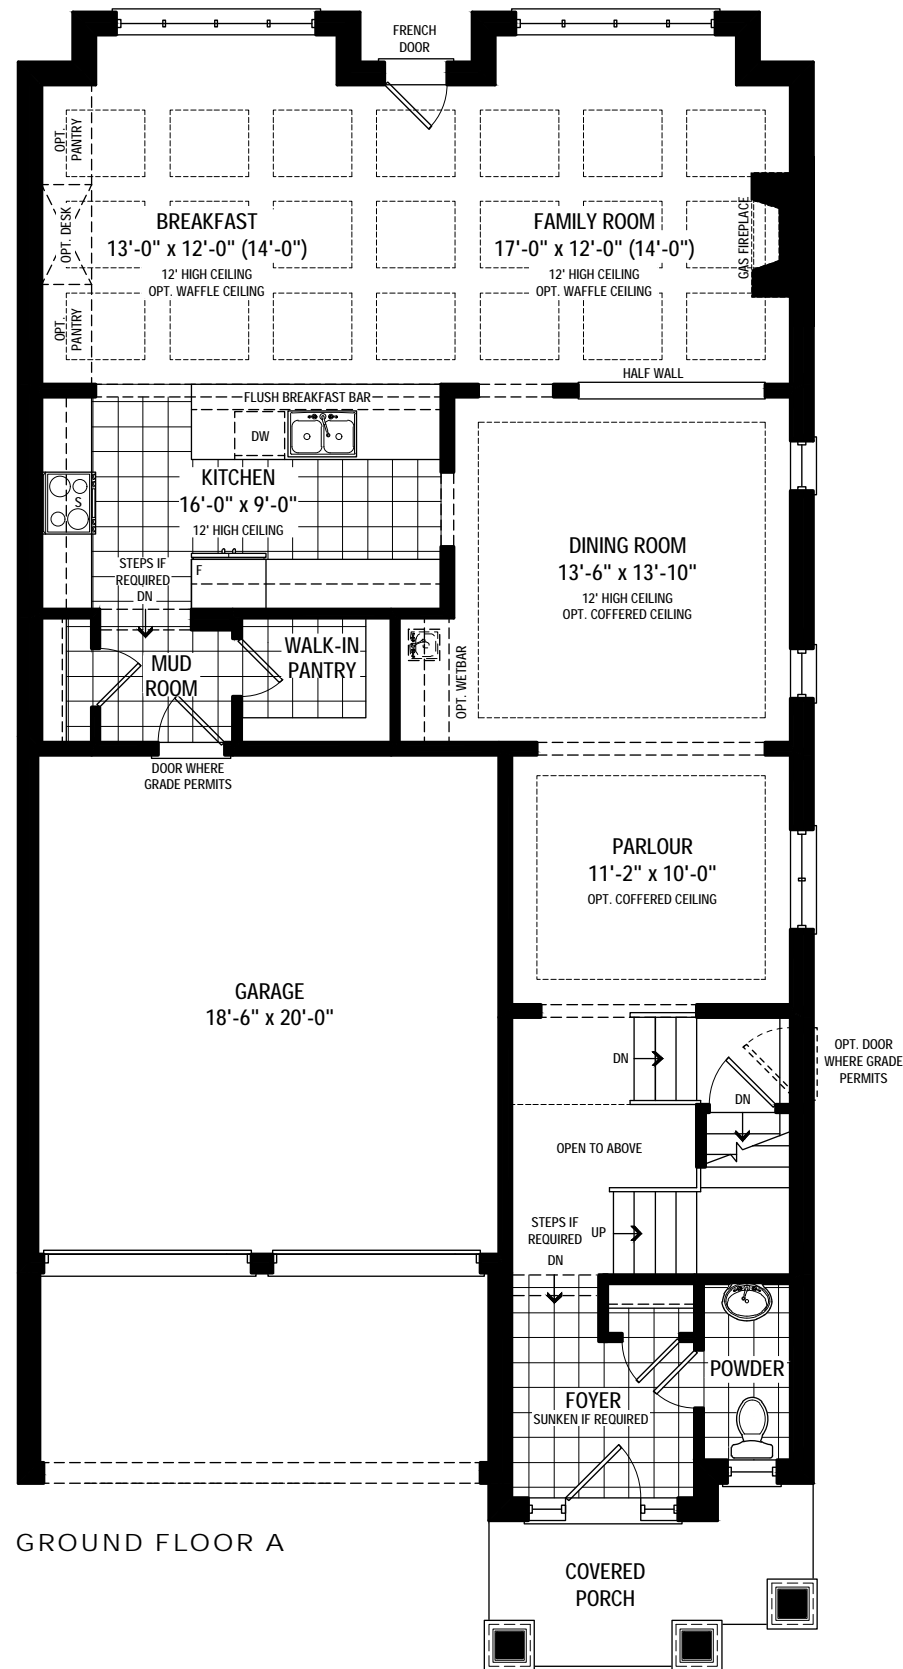 FRENCH
DOOR
OPT.
PANTRY
OPT. DESK
OPT.
PANTRY
BREAKFAST
13'-0" x 12'-0" (14'-0")
12' HIGH CEILING
OPT. WAFFLE CEILING
FAMILY ROOM
17'-0" x 12'-0" (14'-0")
12' HIGH CEILING
OPT. WAFFLE CEILING
GAS FIREPLACE
HALF WALL
FLUSH BREAKFAST BAR
DW
S
KITCHEN
16'-0" x 9'-0"
12' HIGH CEILING
F
STEPS IF
REQUIRED
DN
DINING ROOM
13'-6" x 13'-10"
12' HIGH CEILING
OPT. COFFERED CEILING
MUD
ROOM
WALK-IN
PANTRY
OPT. WETBAR
DOOR WHERE
GRADE PERMITS
PARLOUR
11'-2" x 10'-0"
OPT. COFFERED CEILING
GARAGE
18'-6" x 20'-0"
DN
DN
OPT. DOOR
WHERE GRADE
PERMITS
OPEN TO ABOVE
STEPS IF
REQUIRED
DN
UP
POWDER
FOYER
SUNKEN IF REQUIRED
GROUND FLOOR A
COVERED
PORCH